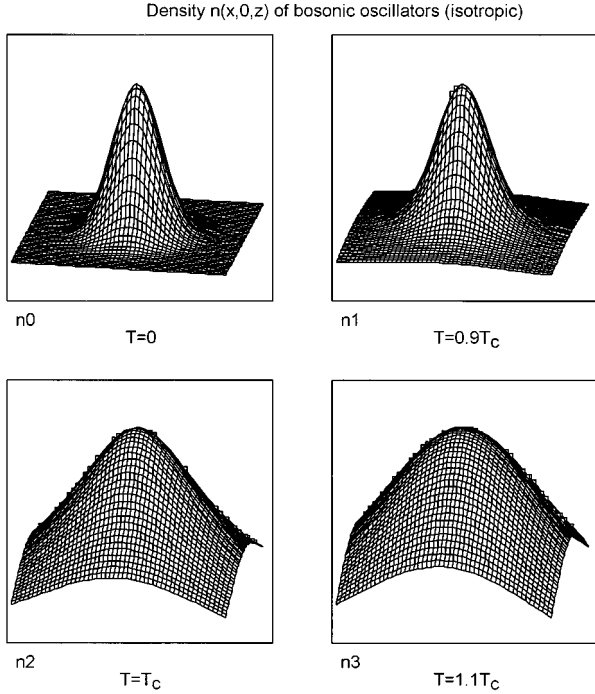 Density n(x,0,z) of bosonic oscillators (isotropic)
n0
T=0
n1
T=0.9T_C
n2
T=T_C
n3
T=1.1T_C